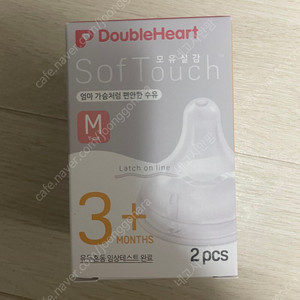 DoubleHeart
모유실감
SofTouch™
엄마 가슴처럼 편안한 수유
M
Latch on line
3+
MONTHS
유두혼동 임상테스트 완료
2 pcs